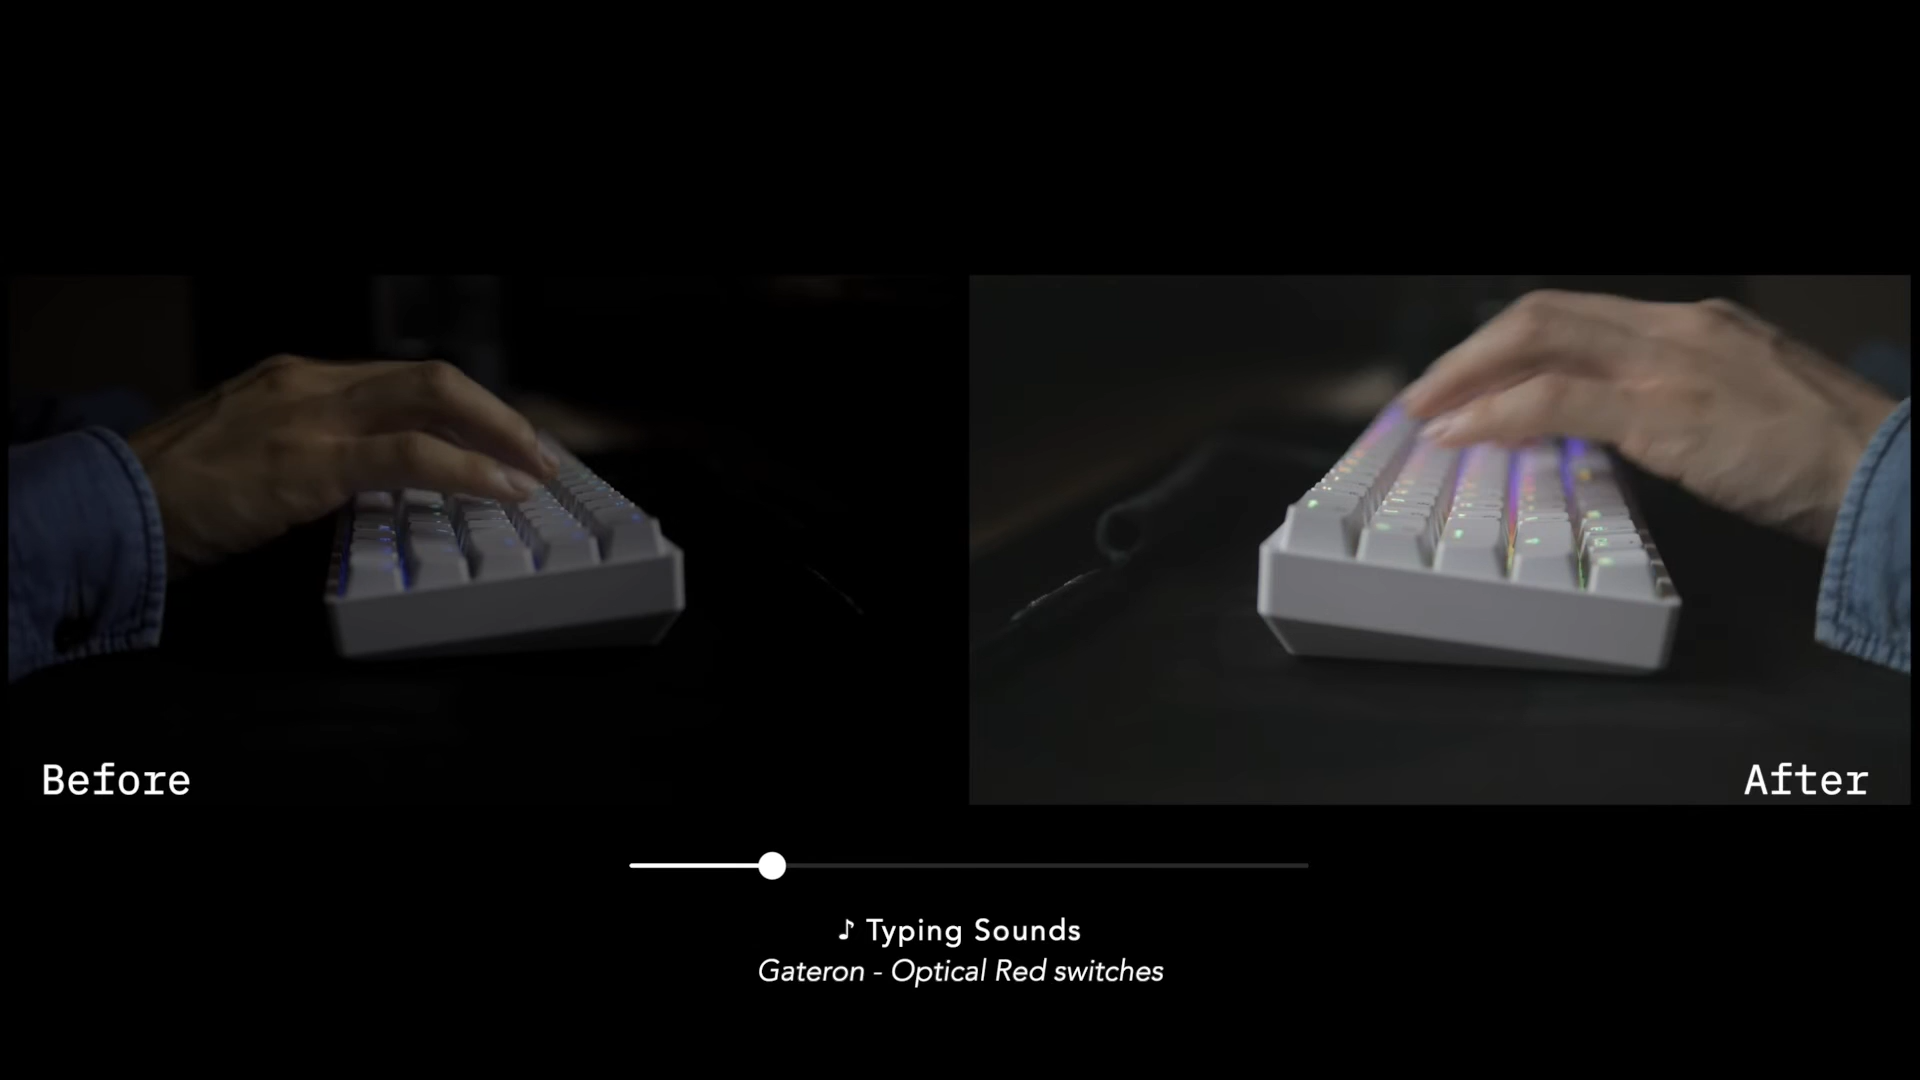 Before
After
♪ Typing Sounds
Gateron - Optical Red switches